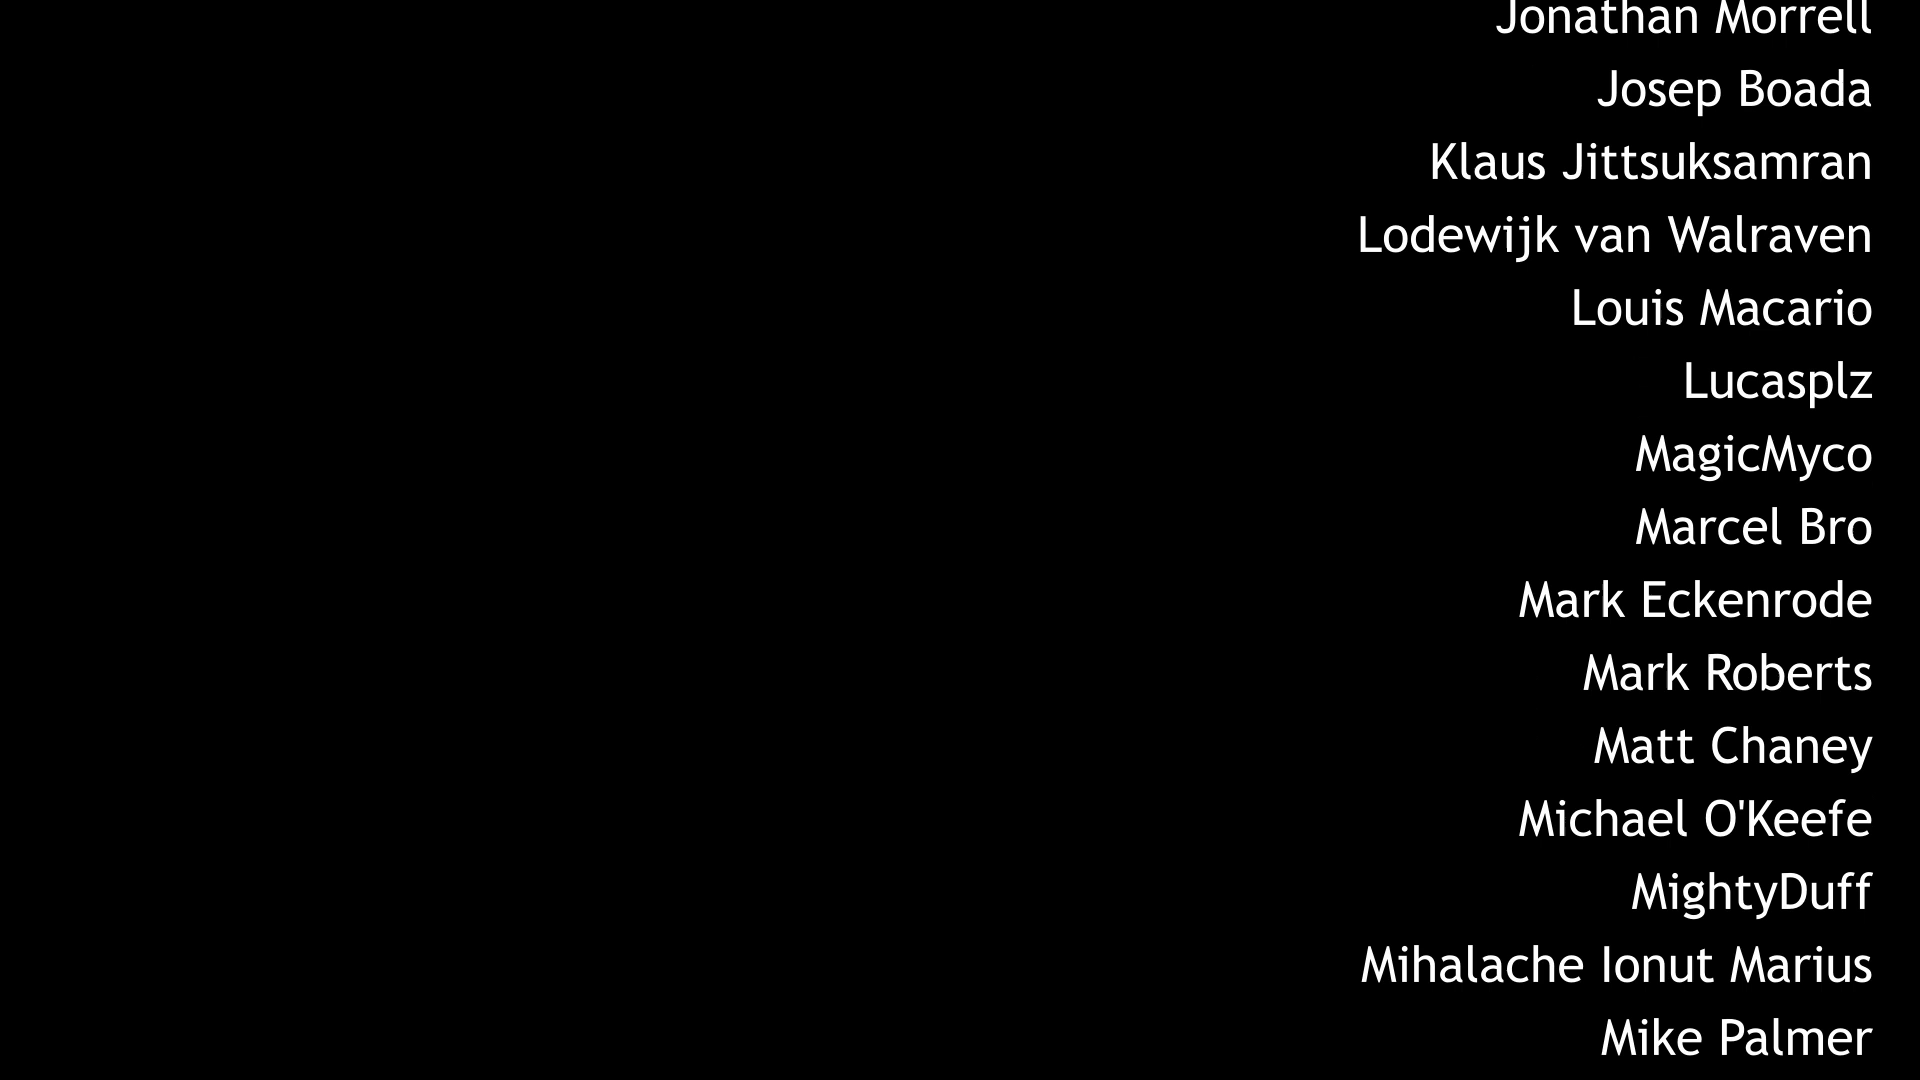 Jonathan Morrell
Josep Boada
Klaus Jittsuksamran
Lodewijk van Walraven
Louis Macario
Lucasplz
MagicMyco
Marcel Bro
Mark Eckenrode
Mark Roberts
Matt Chaney
Michael O'Keefe
MightyDuff
Mihalache Ionut Marius
Mike Palmer